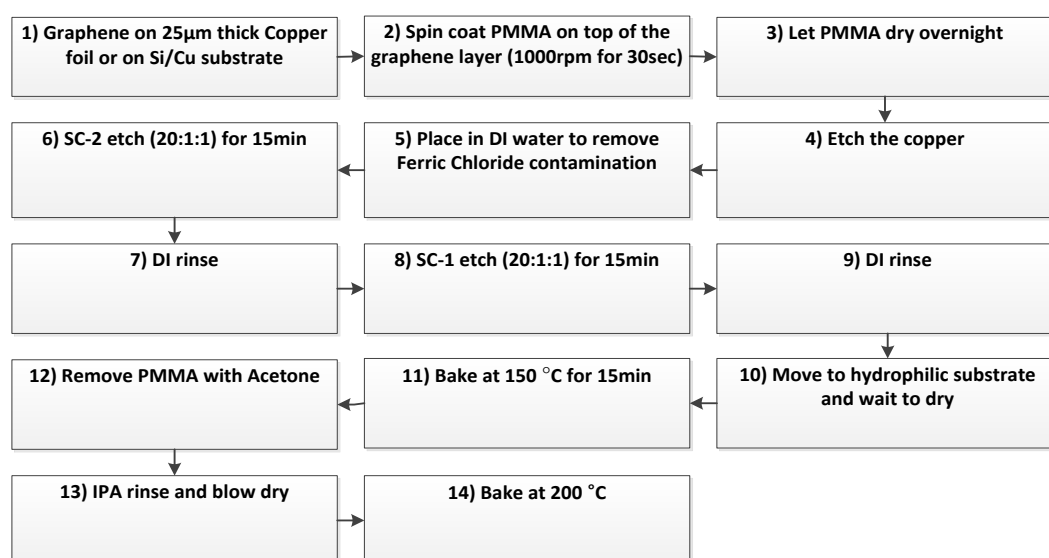 1) Graphene on 25µm thick Copper
foil or on Si/Cu substrate
2) Spin coat PMMA on top of the
graphene layer (1000rpm for 30sec)
3) Let PMMA dry overnight
4) Etch the copper
5) Place in DI water to remove
Ferric Chloride contamination
6) SC-2 etch (20:1:1) for 15min
7) DI rinse
8) SC-1 etch (20:1:1) for 15min
9) DI rinse
10) Move to hydrophilic substrate
and wait to dry
11) Bake at 150 °C for 15min
12) Remove PMMA with Acetone
13) IPA rinse and blow dry
14) Bake at 200 °C